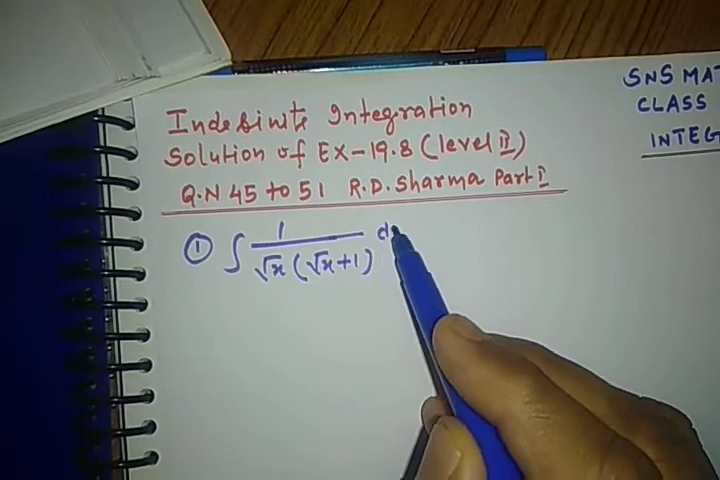 Indefinite Integration
Solution of EX-19.8 (level II)
Q.N 45 to 51 R.D. Sharma Part I
① ∫ 1/(√x (√x+1)) d
SNS MAT
CLASS
INTEG